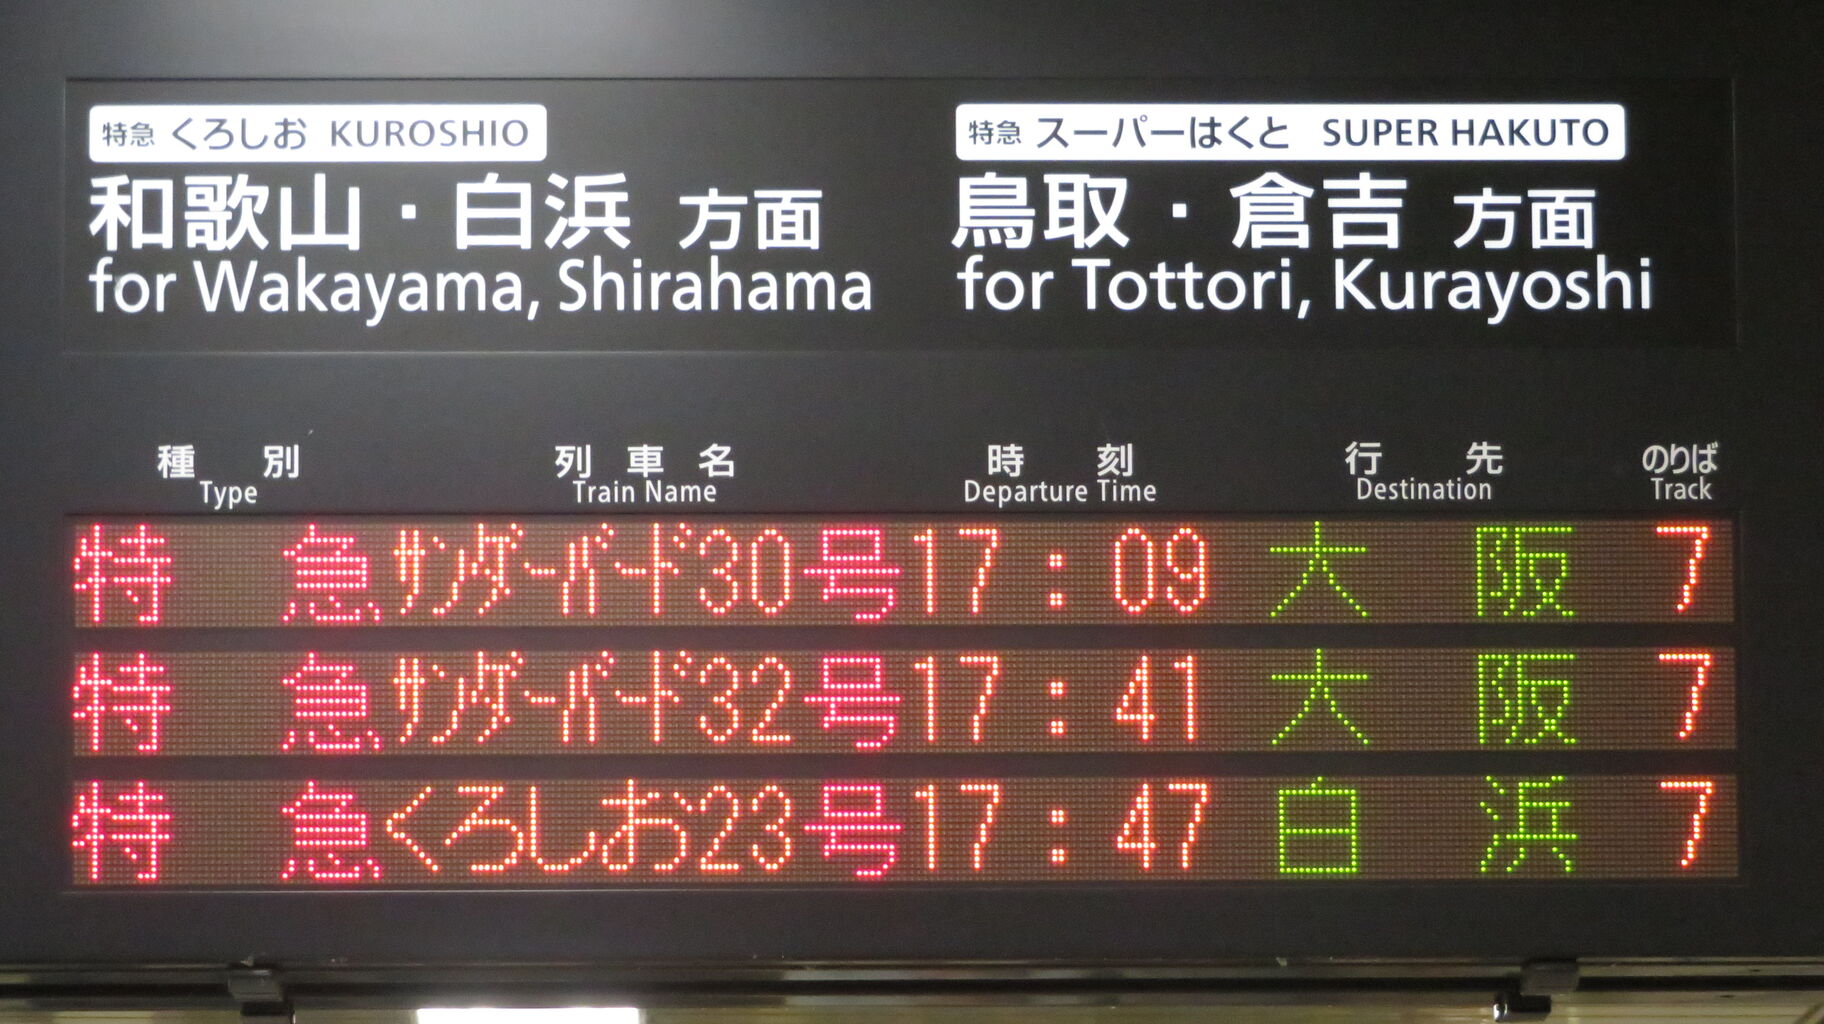 特急 くろしお KUROSHIO
和歌山・白浜 方面
for Wakayama, Shirahama
特急 スーパーはくと SUPER HAKUTO
鳥取・倉吉 方面
for Tottori, Kurayoshi
種別 列車名 時刻 行先 のりば
Type Train Name Departure Time Destination Track
特急 サンダーバード30号 17:09 大阪 7
特急 サンダーバード32号 17:41 大阪 7
特急 くろしお23号 17:47 白浜 7